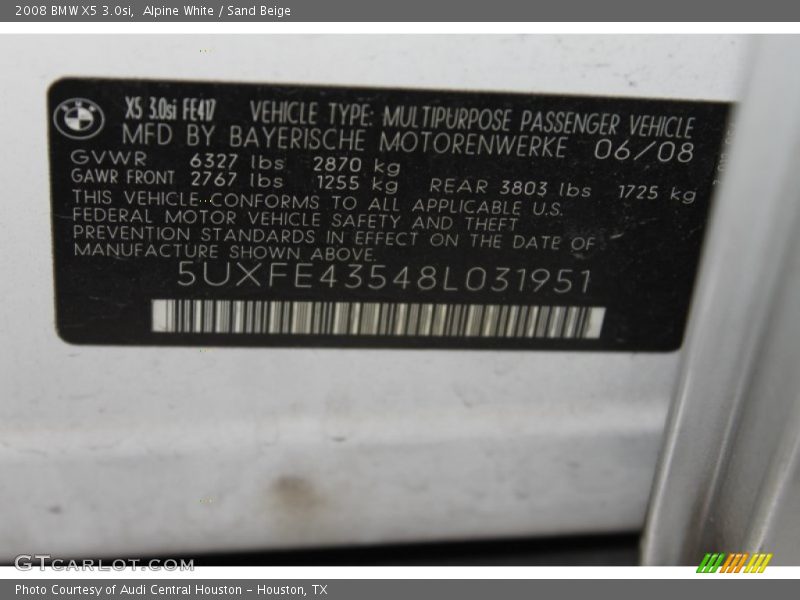 2008 BMW X5 3.0si, Alpine White / Sand Beige
X5 3.0si FE417 VEHICLE TYPE: MULTIPURPOSE PASSENGER VEHICLE
MFD BY BAYERISCHE MOTORENWERKE 06/08
GVWR 6327 lbs 2870 kg
GAWR FRONT 2767 lbs 1255 kg REAR 3803 lbs 1725 kg
THIS VEHICLE CONFORMS TO ALL APPLICABLE U.S.
FEDERAL MOTOR VEHICLE SAFETY AND THEFT
PREVENTION STANDARDS IN EFFECT ON THE DATE OF
MANUFACTURE SHOWN ABOVE.
5UXFE43548L031951
GTCARLOT.COM
Photo Courtesy of Audi Central Houston - Houston, TX